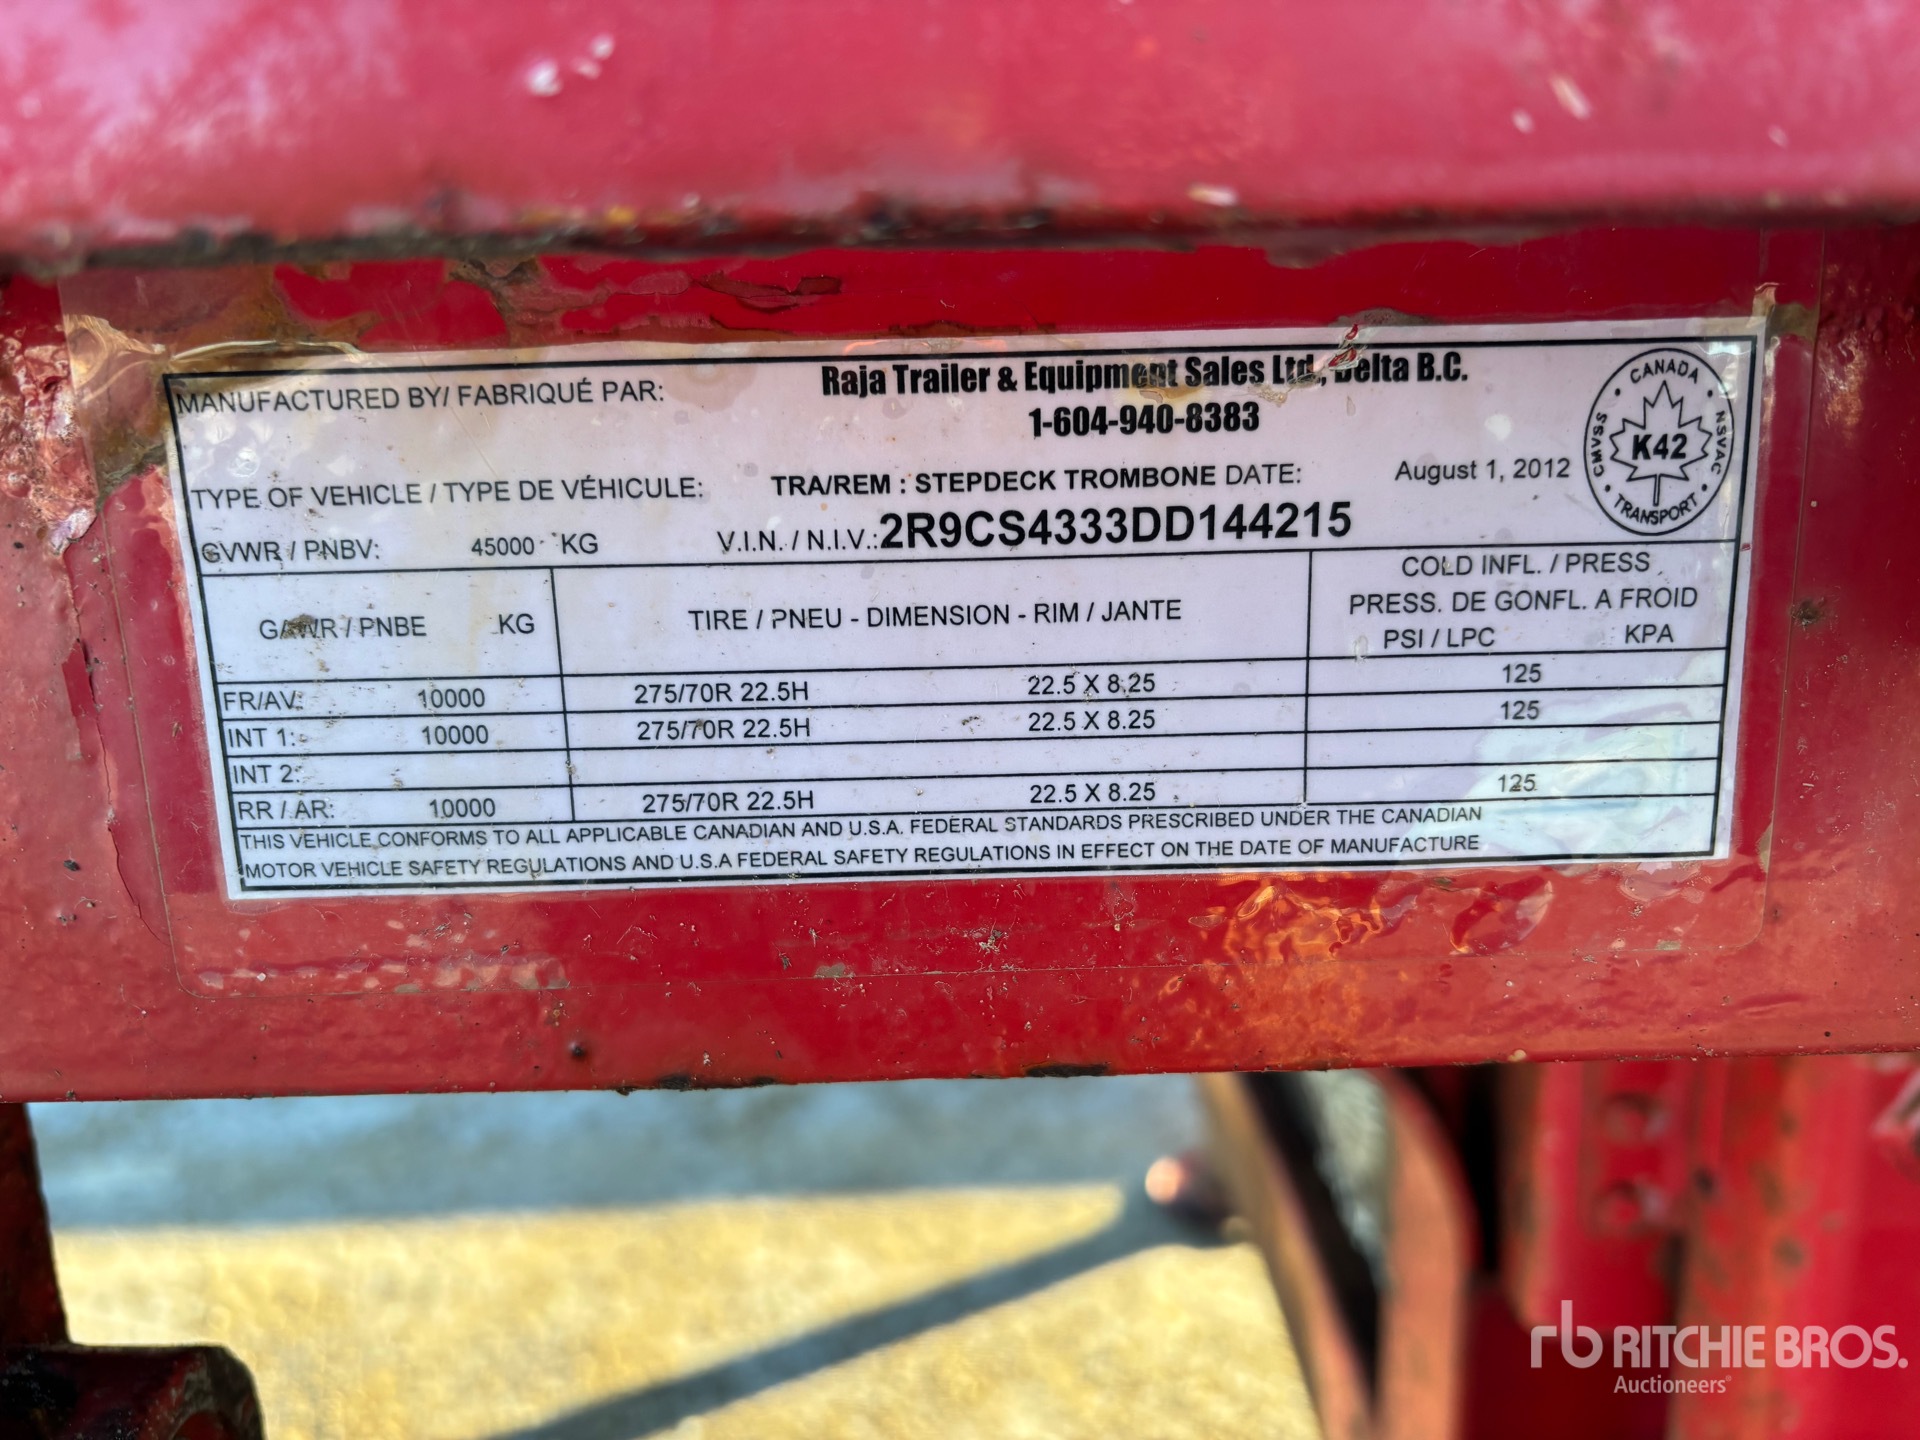 MANUFACTURED BY/ FABRIQUÉ PAR: Raja Trailer & Equipment Sales Ltd., Delta B.C.
1-604-940-8383
TYPE OF VEHICLE / TYPE DE VÉHICULE: TRA/REM : STEPDECK TROMBONE DATE: August 1, 2012
GVWR / PNBV: 45000 KG V.I.N. / N.I.V.: 2R9CS4333DD144215
CANADA
CMVSS K42 NSVAC
TRANSPORT
GAWR / PNBE KG TIRE / PNEU - DIMENSION - RIM / JANTE COLD INFL. / PRESS
PRESS. DE GONFL. A FROID
PSI / LPC KPA
FR/AV: 10000 275/70R 22.5H 22.5 X 8.25 125
INT 1: 10000 275/70R 22.5H 22.5 X 8.25 125
INT 2:
RR / AR: 10000 275/70R 22.5H 22.5 X 8.25 125
THIS VEHICLE CONFORMS TO ALL APPLICABLE CANADIAN AND U.S.A. FEDERAL STANDARDS PRESCRIBED UNDER THE CANADIAN
MOTOR VEHICLE SAFETY REGULATIONS AND U.S.A FEDERAL SAFETY REGULATIONS IN EFFECT ON THE DATE OF MANUFACTURE
rb RITCHIE BROS.
Auctioneers